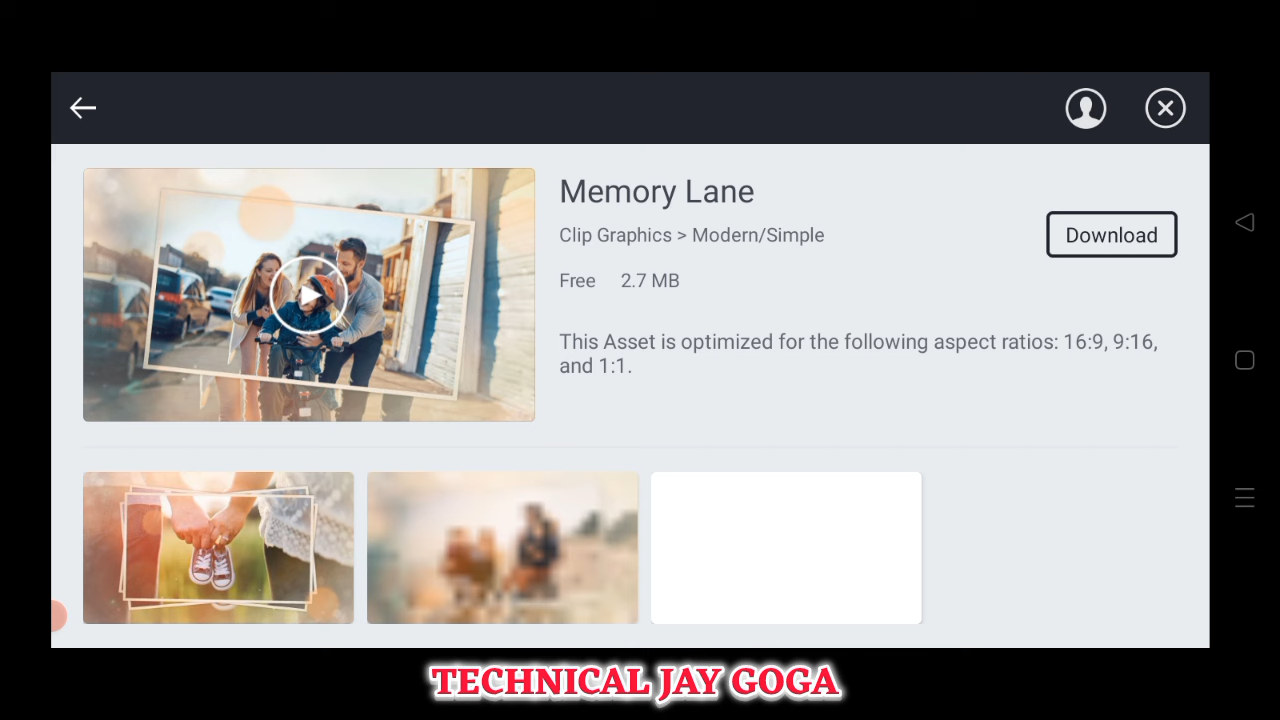 Memory Lane
Clip Graphics > Modern/Simple
Download
Free 2.7 MB
This Asset is optimized for the following aspect ratios: 16:9, 9:16,
and 1:1.
TECHNICAL JAY GOGA